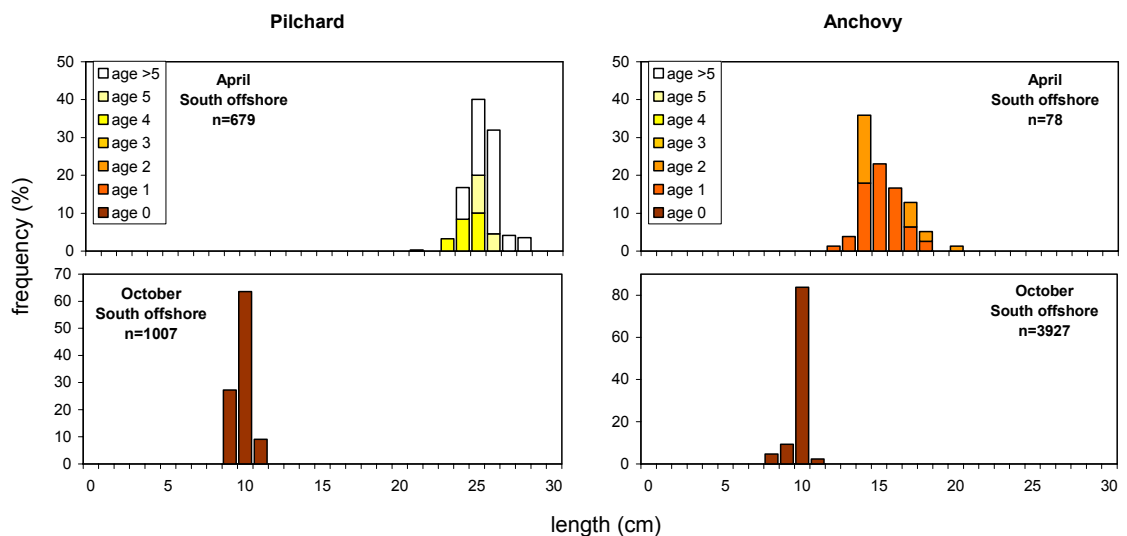 Pilchard
Anchovy
50
40
30
20
10
0
age >5
age 5
age 4
age 3
age 2
age 1
age 0
April
South offshore
n=679
50
40
30
20
10
0
age >5
age 5
age 4
age 3
age 2
age 1
age 0
April
South offshore
n=78
frequency (%)
70
60
50
40
30
20
10
0
October
South offshore
n=1007
0 5 10 15 20 25 30
80
60
40
20
0
October
South offshore
n=3927
0 5 10 15 20 25 30
length (cm)